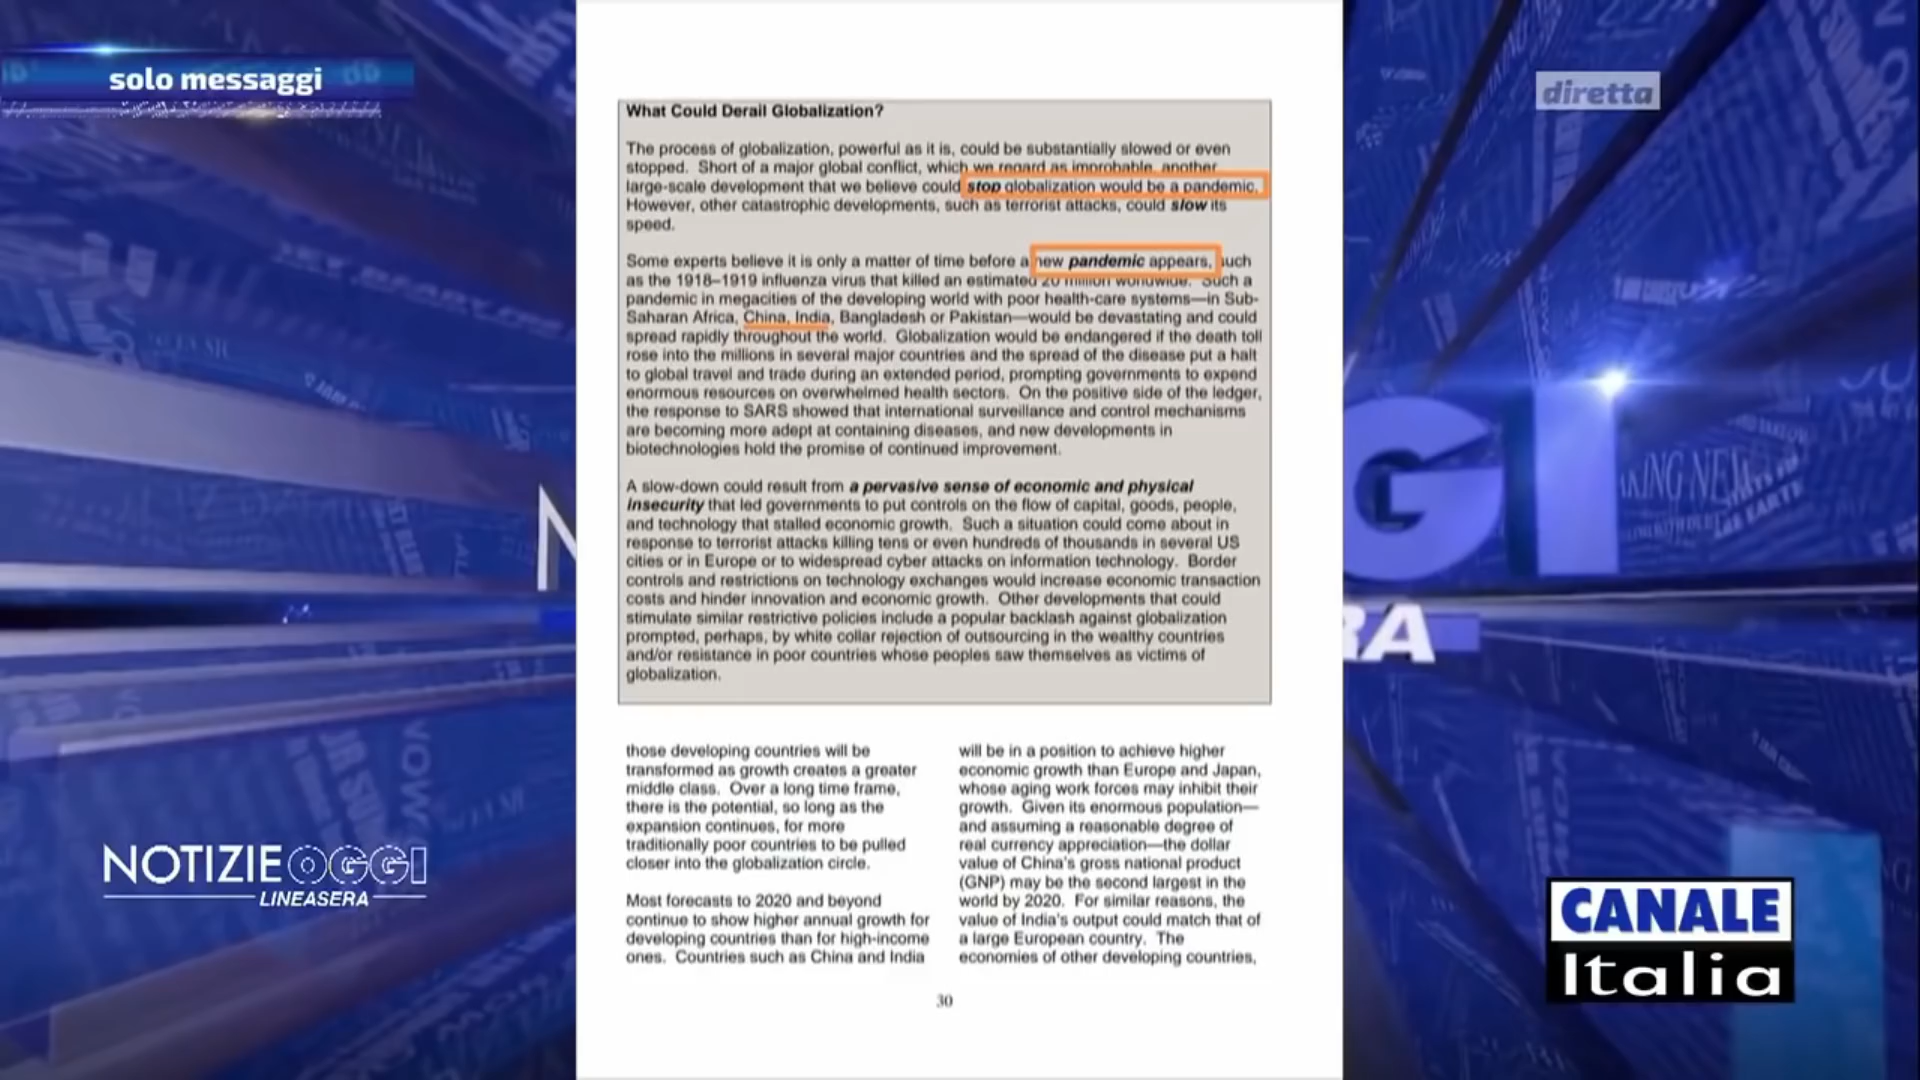 solo messaggi
diretta
What Could Derail Globalization?
The process of globalization, powerful as it is, could be substantially slowed or even
stopped. Short of a major global conflict, which we regard as improbable, another
large-scale development that we believe could stop globalization would be a pandemic.
However, other catastrophic developments, such as terrorist attacks, could slow its
speed.
Some experts believe it is only a matter of time before a new pandemic appears, such
as the 1918–1919 influenza virus that killed an estimated 20 million worldwide. Such a
pandemic in megacities of the developing world with poor health-care systems—in Sub-
Saharan Africa, China, India, Bangladesh or Pakistan—would be devastating and could
spread rapidly throughout the world. Globalization would be endangered if the death toll
rose into the millions in several major countries and the spread of the disease put a halt
to global travel and trade during an extended period, prompting governments to expend
enormous resources on overwhelmed health sectors. On the positive side of the ledger,
the response to SARS showed that international surveillance and control mechanisms
are becoming more adept at containing diseases, and new developments in
biotechnologies hold the promise of continued improvement.
A slow-down could result from a pervasive sense of economic and physical
insecurity that led governments to put controls on the flow of capital, goods, people,
and technology that stalled economic growth. Such a situation could come about in
response to terrorist attacks killing tens or even hundreds of thousands in several US
cities or in Europe or to widespread cyber attacks on information technology. Border
controls and restrictions on technology exchanges would increase economic transaction
costs and hinder innovation and economic growth. Other developments that could
stimulate similar restrictive policies include a popular backlash against globalization
prompted, perhaps, by white collar rejection of outsourcing in the wealthy countries
and/or resistance in poor countries whose peoples saw themselves as victims of
globalization.
those developing countries will be
transformed as growth creates a greater
middle class. Over a long time frame,
there is the potential, so long as the
expansion continues, for more
traditionally poor countries to be pulled
closer into the globalization circle.
Most forecasts to 2020 and beyond
continue to show higher annual growth for
developing countries than for high-income
ones. Countries such as China and India
will be in a position to achieve higher
economic growth than Europe and Japan,
whose aging work forces may inhibit their
growth. Given its enormous population—
and assuming a reasonable degree of
real currency appreciation—the dollar
value of China's gross national product
(GNP) may be the second largest in the
world by 2020. For similar reasons, the
value of India's output could match that of
a large European country. The
economies of other developing countries,
30
NOTIZIE OGGI
LINEASERA
CANALE
Italia